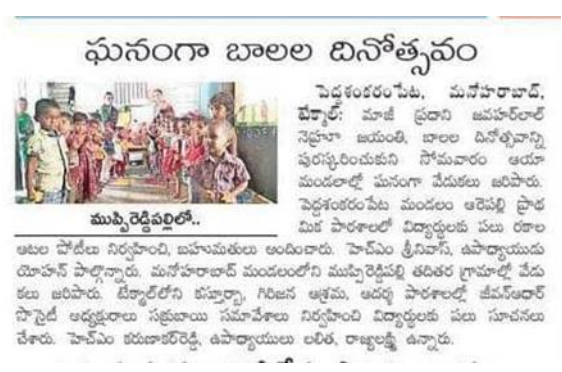 ఘనంగా బాలల దినోత్సవం
పెద్దశంకరంపేట, మనోహరాబాద్,
టేక్మాల్: మాజీ ప్రధాని జవహర్‌లాల్
నెహ్రూ జయంతి, బాలల దినోత్సవాన్ని
పురస్కరించుకుని సోమవారం ఆయా
మండలాల్లో ఘనంగా వేడుకలు జరిపారు.
పెద్దశంకరంపేట మండలం ఆరెపల్లి ప్రాథ
మిక పాఠశాలలో విద్యార్థులకు పలు రకాల
ముప్పిరెడ్డిపల్లిలో..
ఆటల పోటీలు నిర్వహించి, బహుమతులు అందించారు. హెచ్ఎం శ్రీనివాస్, ఉపాధ్యాయుడు
యోహన్ పాల్గొన్నారు. మనోహరాబాద్ మండలంలోని ముప్పిరెడ్డిపల్లి తదితర గ్రామాల్లో వేడు
కలు జరిపారు. టేక్మాల్‌లోని కస్తూర్బా, గిరిజన ఆశ్రమ, ఆదర్శ పాఠశాలల్లో జీవన్ఆధార్
సొసైటీ అధ్యక్షురాలు సక్రుబాయి సమావేశాలు నిర్వహించి విద్యార్థులకు పలు సూచనలు
చేశారు. హెచ్ఎం కరుణాకర్‌రెడ్డి, ఉపాధ్యాయులు లలిత, రాజ్యలక్ష్మి ఉన్నారు.